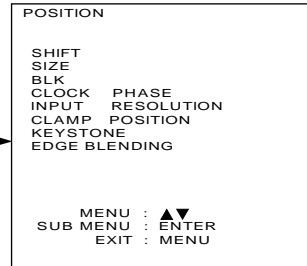 POSITION
SHIFT
SIZE
BLK
CLOCK PHASE
INPUT RESOLUTION
CLAMP POSITION
KEYSTONE
EDGE BLENDING
MENU : ▲▼
SUB MENU : ENTER
EXIT : MENU